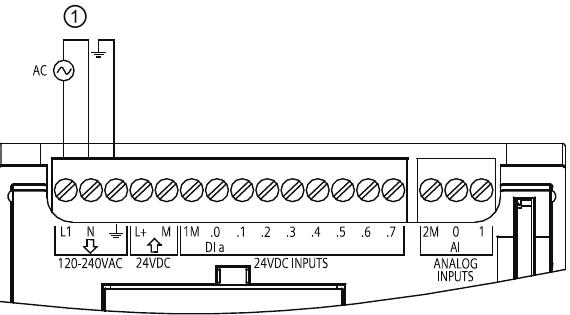 ①
AC
L1 N L+ M 1M .0 .1 .2 .3 .4 .5 .6 .7 2M 0 1
DI a AI
120-240VAC 24VDC 24VDC INPUTS ANALOG
INPUTS